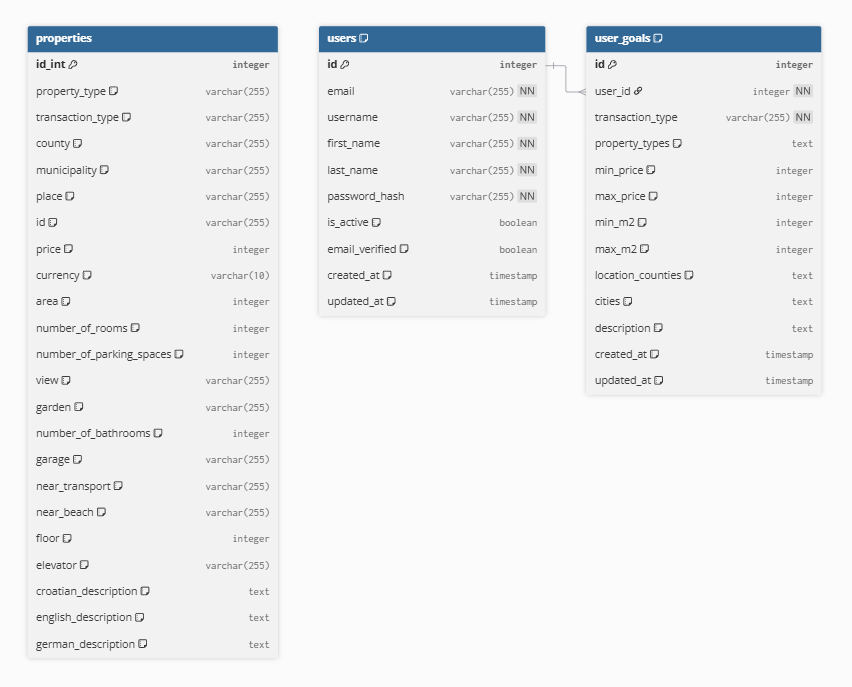 properties
id_int integer
property_type varchar(255)
transaction_type varchar(255)
county varchar(255)
municipality varchar(255)
place varchar(255)
id varchar(255)
price integer
currency varchar(10)
area integer
number_of_rooms integer
number_of_parking_spaces integer
view varchar(255)
garden varchar(255)
number_of_bathrooms integer
garage varchar(255)
near_transport varchar(255)
near_beach varchar(255)
floor integer
elevator varchar(255)
croatian_description text
english_description text
german_description text
users
id integer
email varchar(255) NN
username varchar(255) NN
first_name varchar(255) NN
last_name varchar(255) NN
password_hash varchar(255) NN
is_active boolean
email_verified boolean
created_at timestamp
updated_at timestamp
user_goals
id integer
user_id integer NN
transaction_type varchar(255) NN
property_types text
min_price integer
max_price integer
min_m2 integer
max_m2 integer
location_counties text
cities text
description text
created_at timestamp
updated_at timestamp